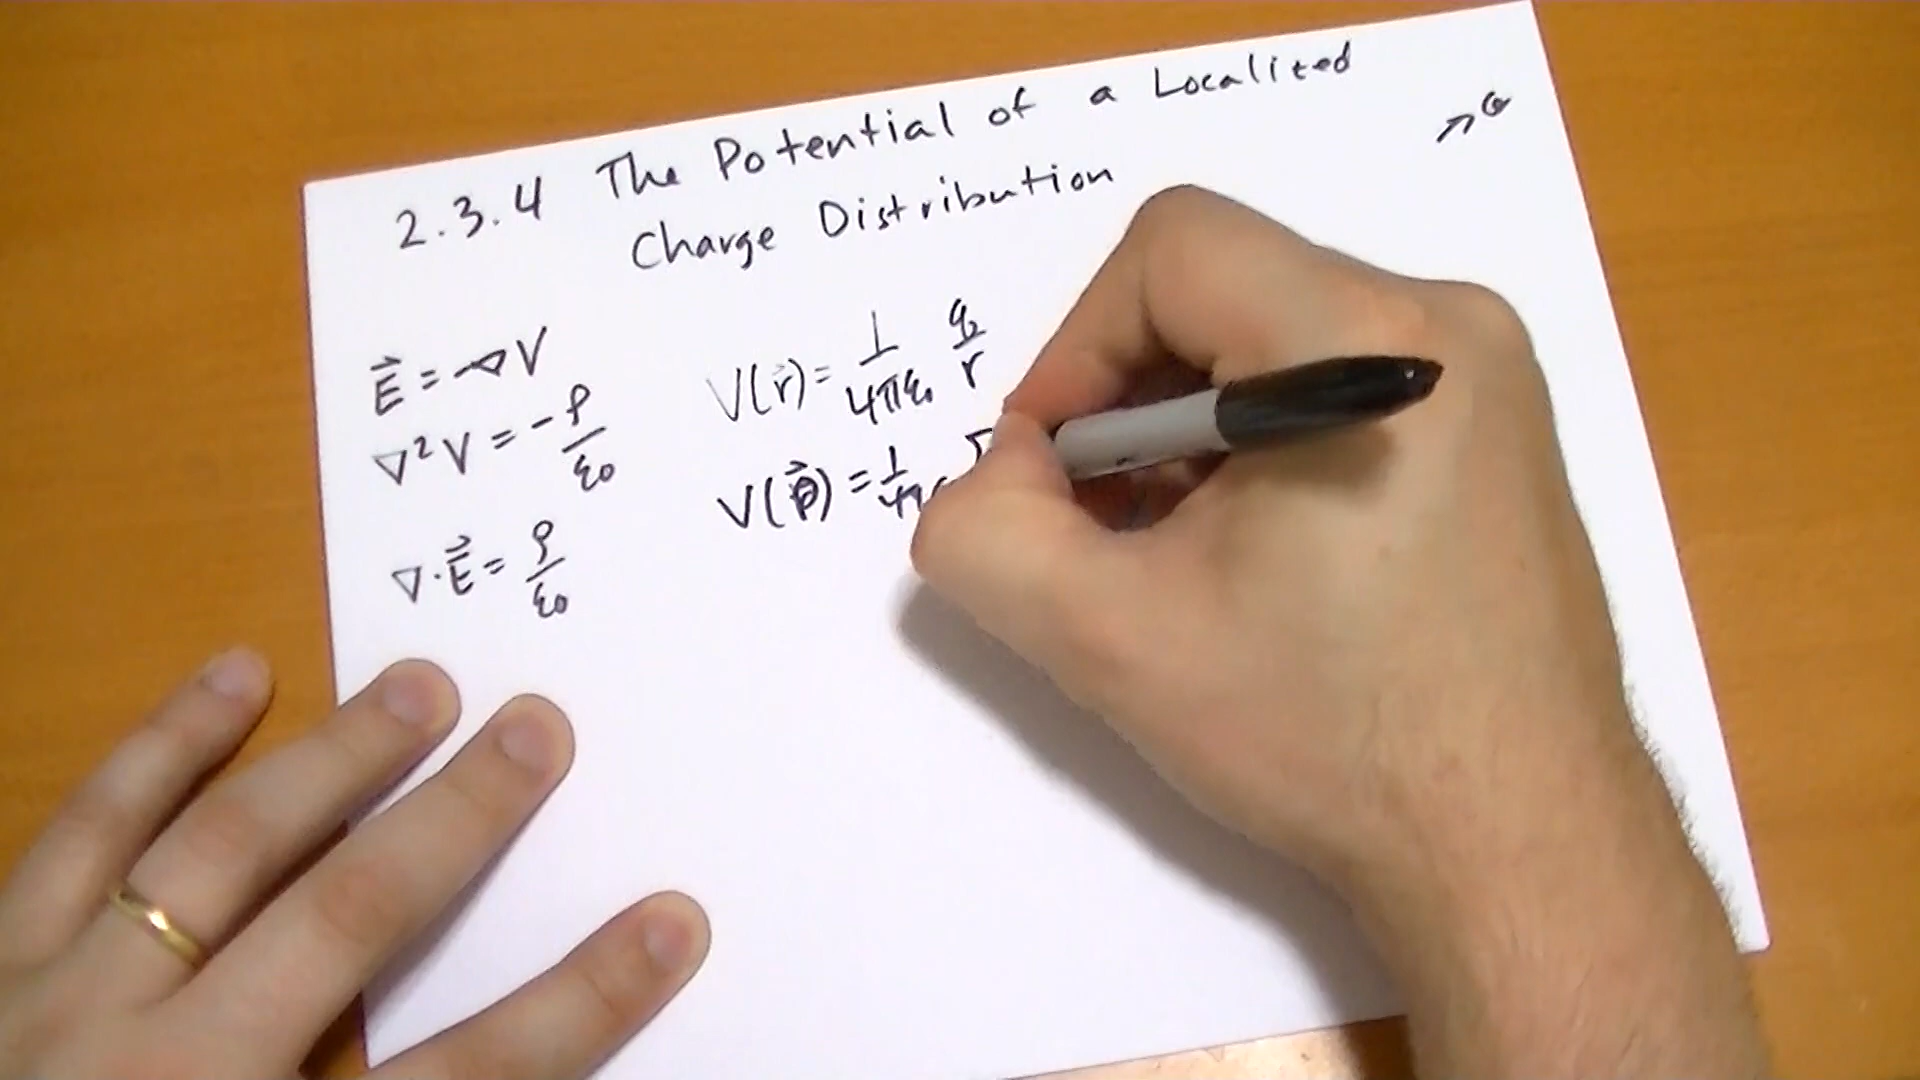 2.3.4 The Potential of a Localized
Charge Distribution
E⃗ = -∇V
∇²V = -ρ/ε₀
∇·E⃗ = ρ/ε₀
V(r⃗) = 1/4πε₀ q/r
V(p⃗) = 1/4π